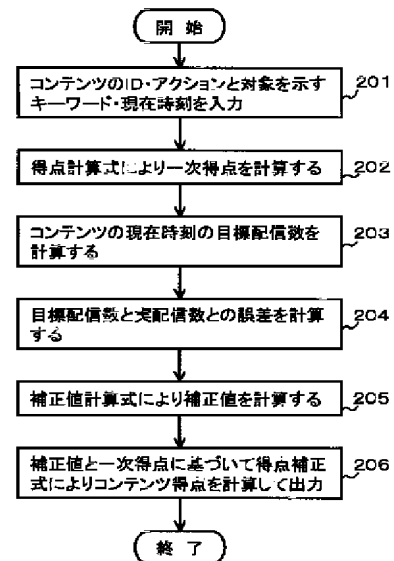 開 始
コンテンツのID・アクションと対象を示す
キーワード・現在時刻を入力
201
得点計算式により一次得点を計算する
202
コンテンツの現在時刻の目標配信数を
計算する
203
目標配信数と実配信数との誤差を計算
する
204
補正値計算式により補正値を計算する
205
補正値と一次得点に基づいて得点補正
式によりコンテンツ得点を計算して出力
206
終 了